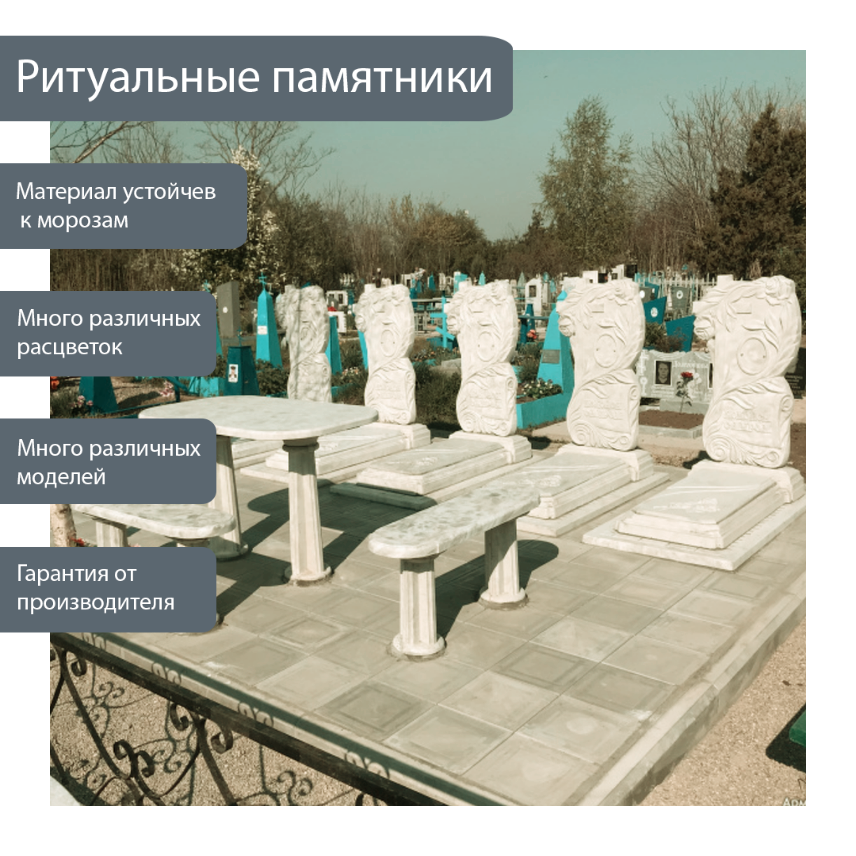 Ритуальные памятники
Материал устойчев
к морозам
Много различных
расцветок
Много различных
моделей
Гарантия от
производителя